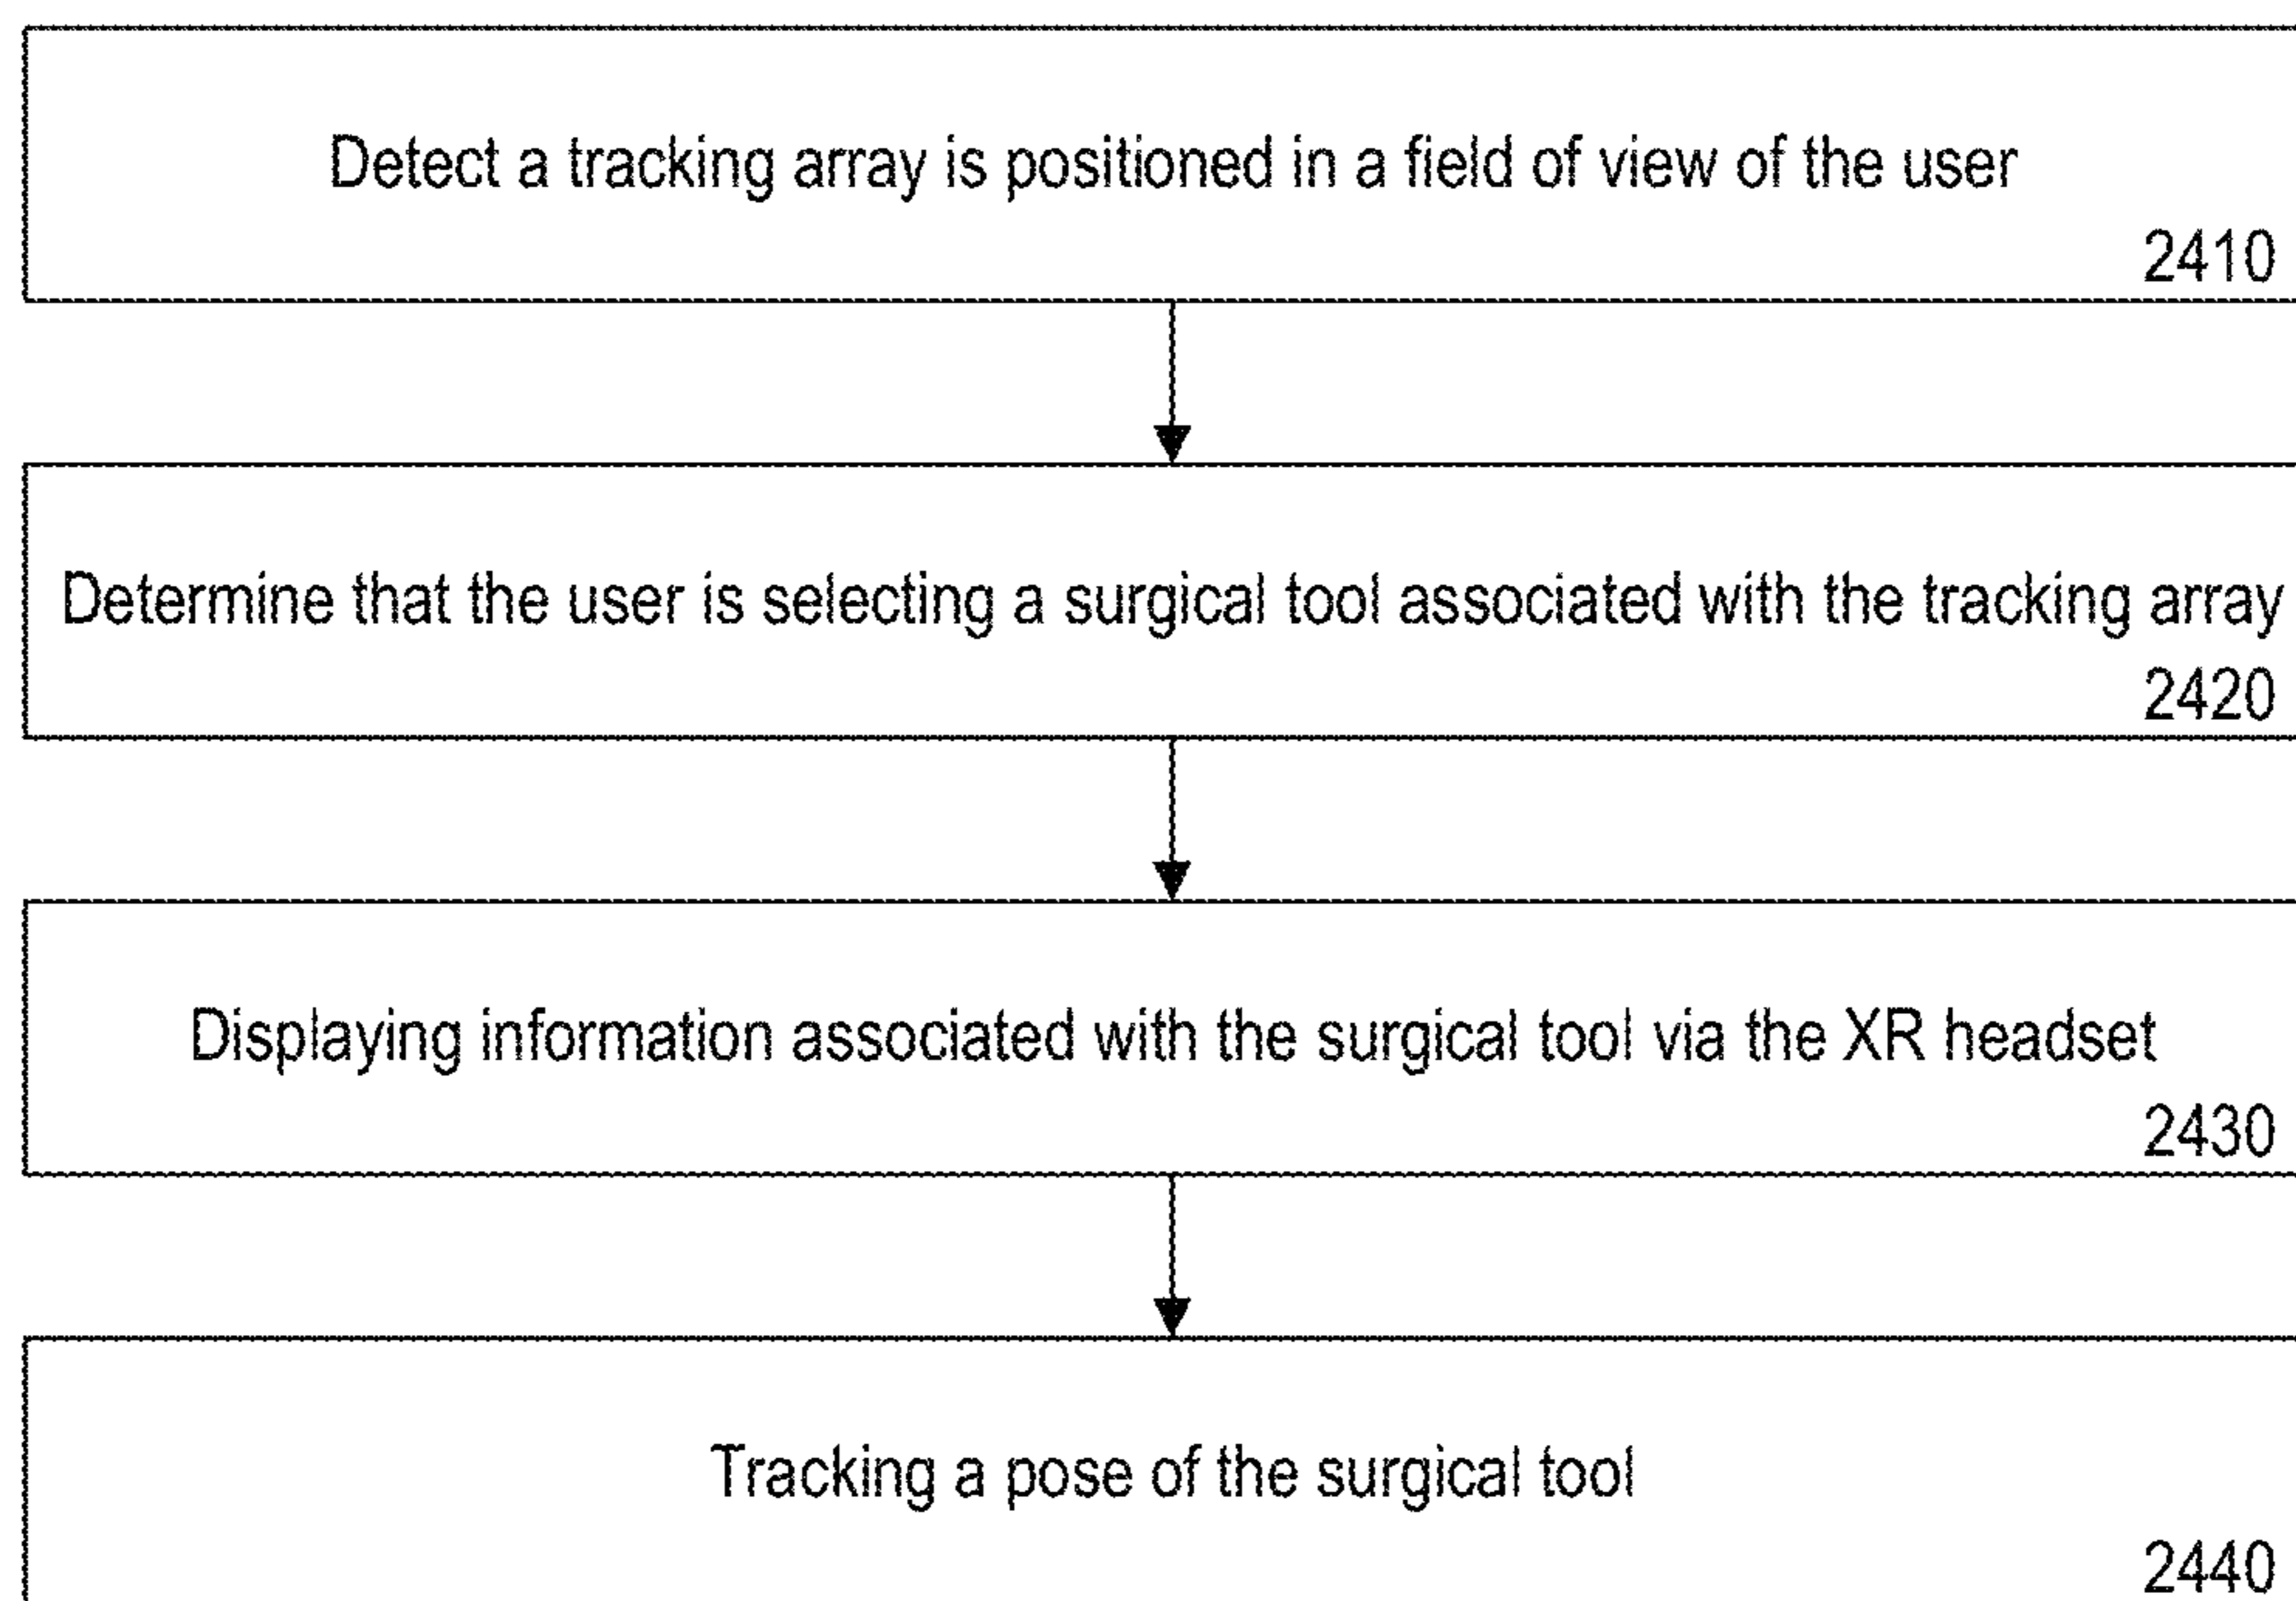 Detect a tracking array is positioned in a field of view of the user
2410
Determine that the user is selecting a surgical tool associated with the tracking array
2420
Displaying information associated with the surgical tool via the XR headset
2430
Tracking a pose of the surgical tool
2440